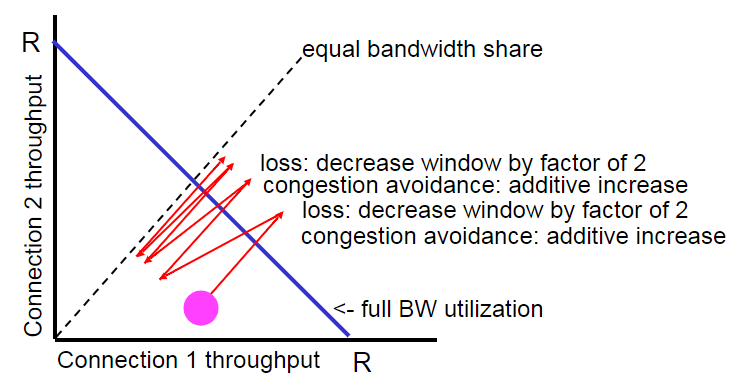 R
equal bandwidth share
Connection 2 throughput
loss: decrease window by factor of 2
congestion avoidance: additive increase
loss: decrease window by factor of 2
congestion avoidance: additive increase
<- full BW utilization
Connection 1 throughput
R